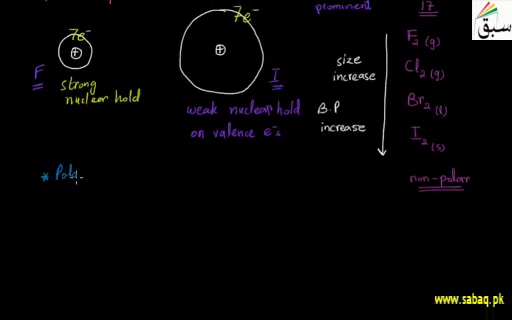 7e-
+
F
strong
nuclear hold
7e-
+
I
weak nuclear hold
on valence e-s
prominent
size
increase
B.P
increase
17
F2 (g)
Cl2 (g)
Br2 (l)
I2 (s)
non-polar
* Pola
سبق
www.sabaq.pk